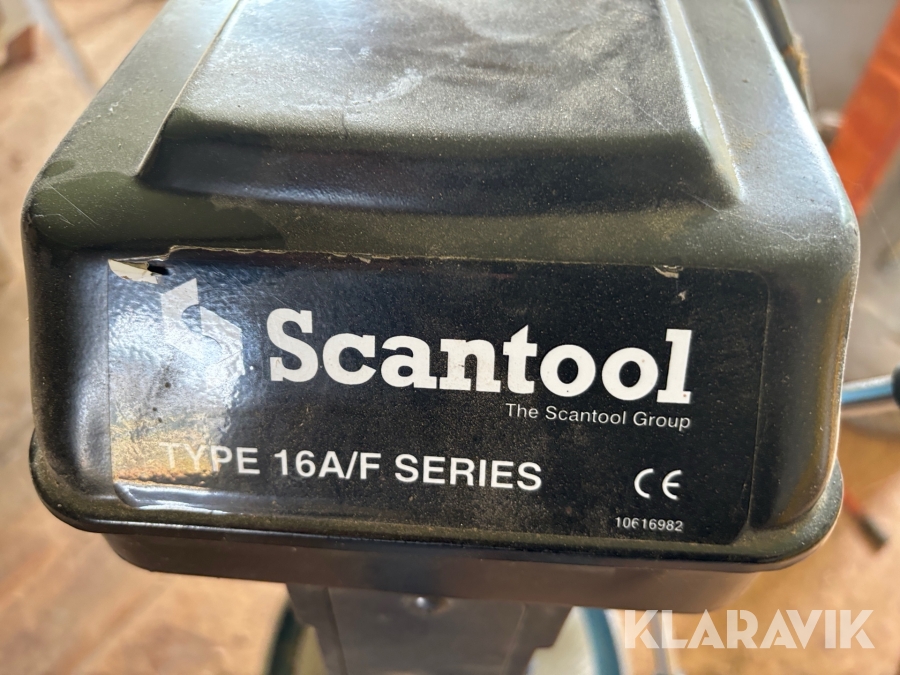 Scantool
The Scantool Group
TYPE 16A/F SERIES
CE
10616982
KLARAVIK